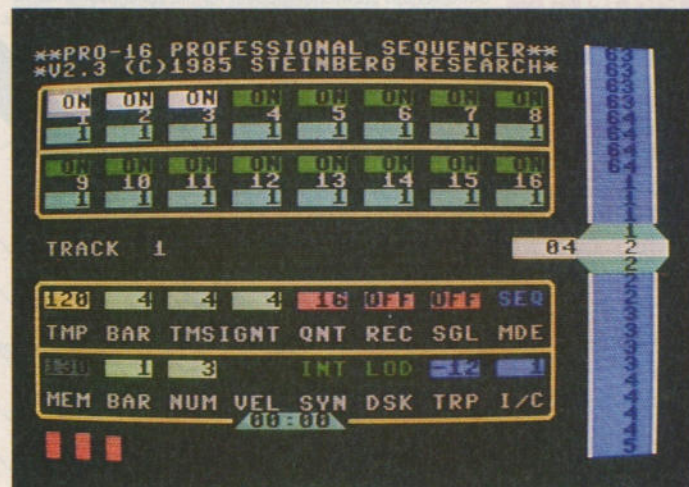 **PRO-16 PROFESSIONAL SEQUENCER**
*V2.3 (C)1985 STEINBERG RESEARCH*
ON ON ON ON ON ON ON ON
1 2 3 4 5 6 7 8
1 1 1 1 1 1 1 1
ON ON ON ON ON ON ON ON
9 10 11 12 13 14 15 16
1 1 1 1 1 1 1 1
TRACK 1
04 2
120 4 4 4 16 OFF OFF SEQ
TMP BAR TMSIGNT QNT REC SGL MDE
130 1 3 INT LOD -12 1
MEM BAR NUM VEL SYN DSK TRP I/C
00:00